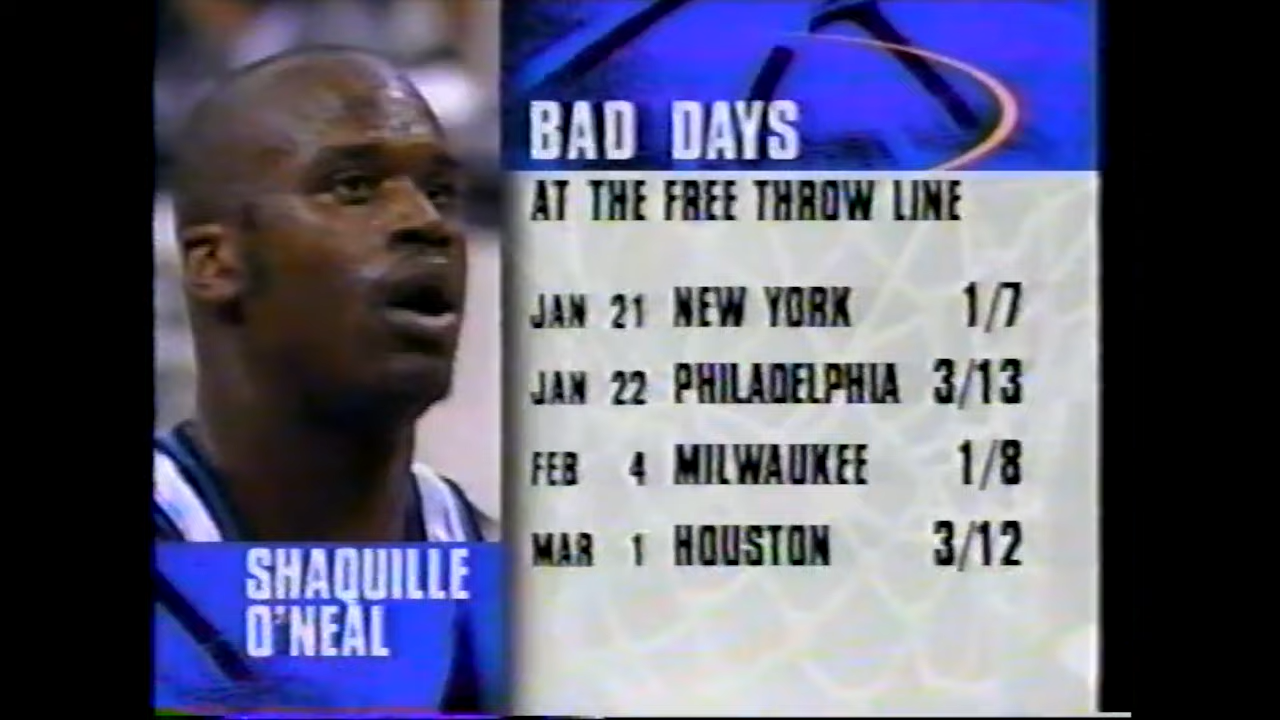 BAD DAYS
AT THE FREE THROW LINE
JAN 21 NEW YORK 1/7
JAN 22 PHILADELPHIA 3/13
FEB 4 MILWAUKEE 1/8
MAR 1 HOUSTON 3/12
SHAQUILLE
O'NEAL